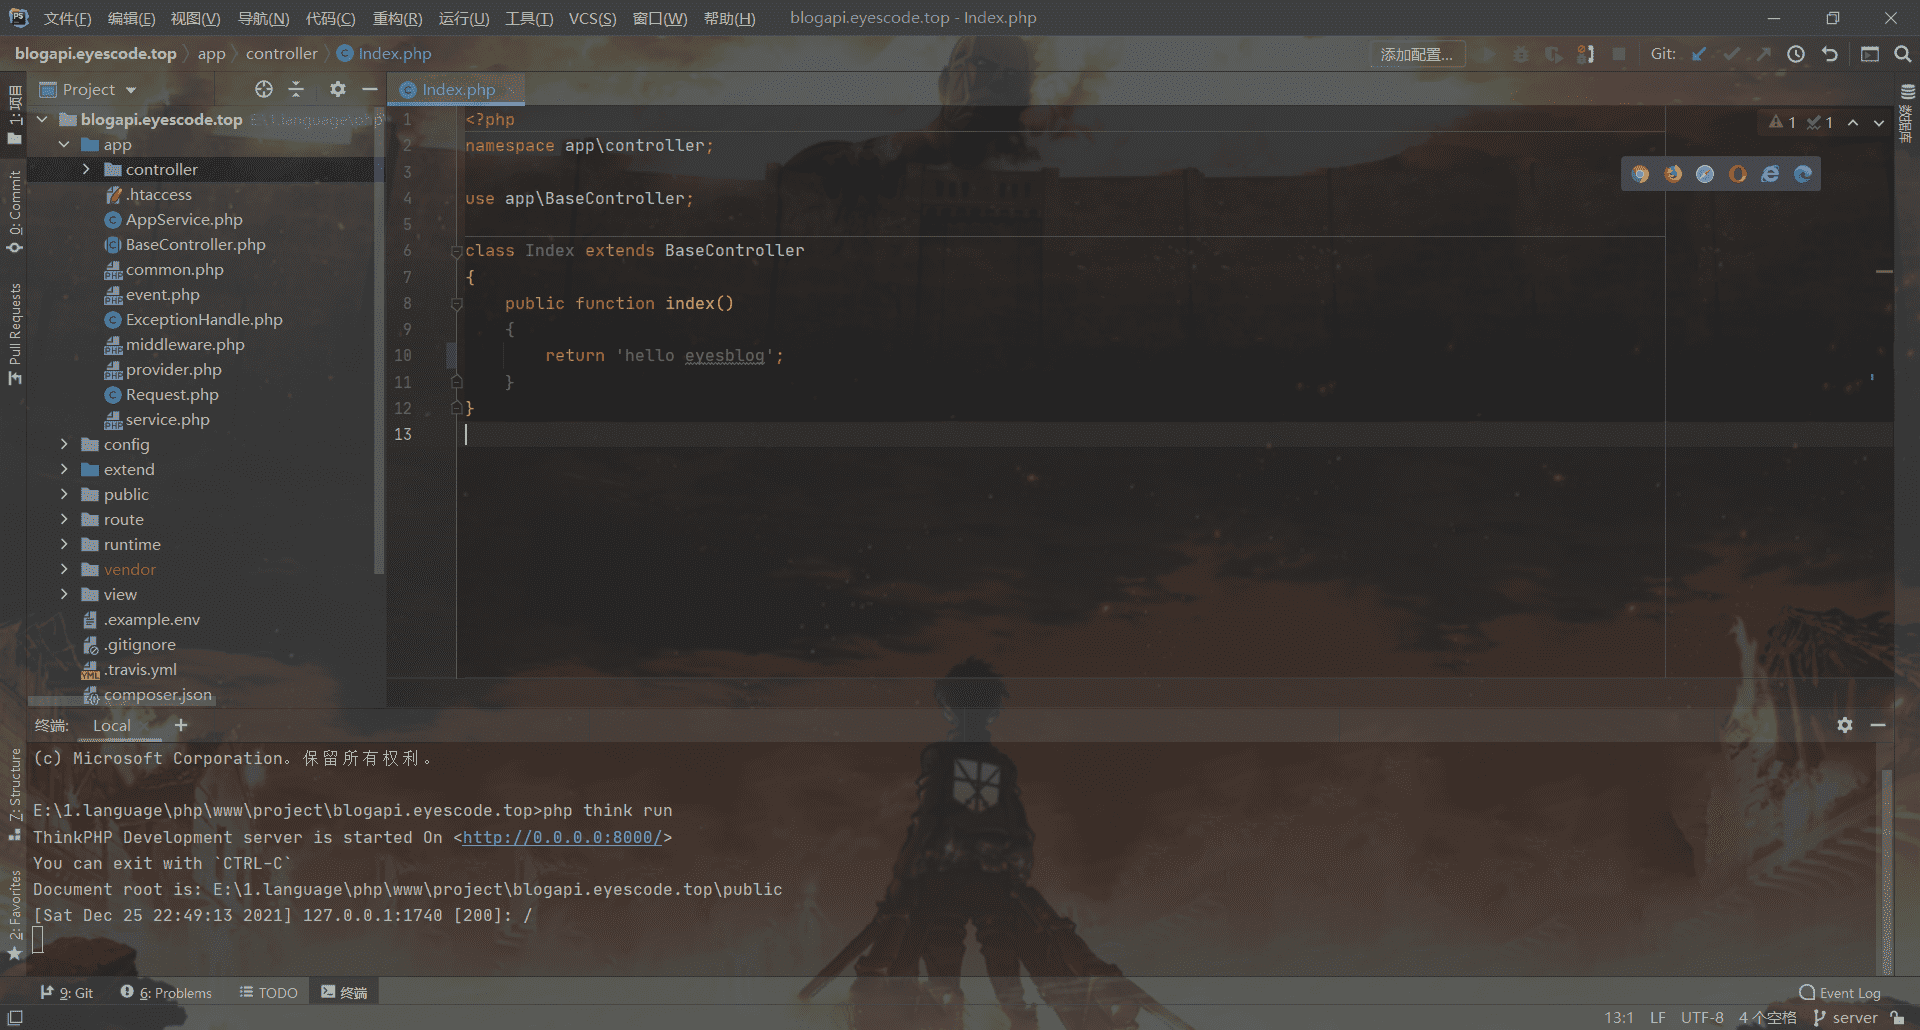 PS 文件(F) 编辑(E) 视图(V) 导航(N) 代码(C) 重构(R) 运行(U) 工具(T) VCS(S) 窗口(W) 帮助(H) blogapi.eyescode.top - Index.php
blogapi.eyescode.top app controller Index.php 添加配置... Git:
1: 项目
0: Commit
Pull Requests
7: Structure
2: Favorites
数据库
Project
blogapi.eyescode.top E:\1.language\php
app
controller
.htaccess
AppService.php
BaseController.php
common.php
event.php
ExceptionHandle.php
middleware.php
provider.php
Request.php
service.php
config
extend
public
route
runtime
vendor
view
.example.env
.gitignore
.travis.yml
composer.json
Index.php
1 <?php
2 namespace app\controller;
3
4 use app\BaseController;
5
6 class Index extends BaseController
7 {
8 public function index()
9 {
10 return 'hello eyesblog';
11 }
12 }
13
1 1
终端: Local +
(c) Microsoft Corporation。保留所有权利。
E:\1.language\php\www\project\blogapi.eyescode.top>php think run
ThinkPHP Development server is started On <http://0.0.0.0:8000/>
You can exit with `CTRL-C`
Document root is: E:\1.language\php\www\project\blogapi.eyescode.top\public
[Sat Dec 25 22:49:13 2021] 127.0.0.1:1740 [200]: /
9: Git 6: Problems TODO 终端 Event Log
13:1 LF UTF-8 4 个空格 server